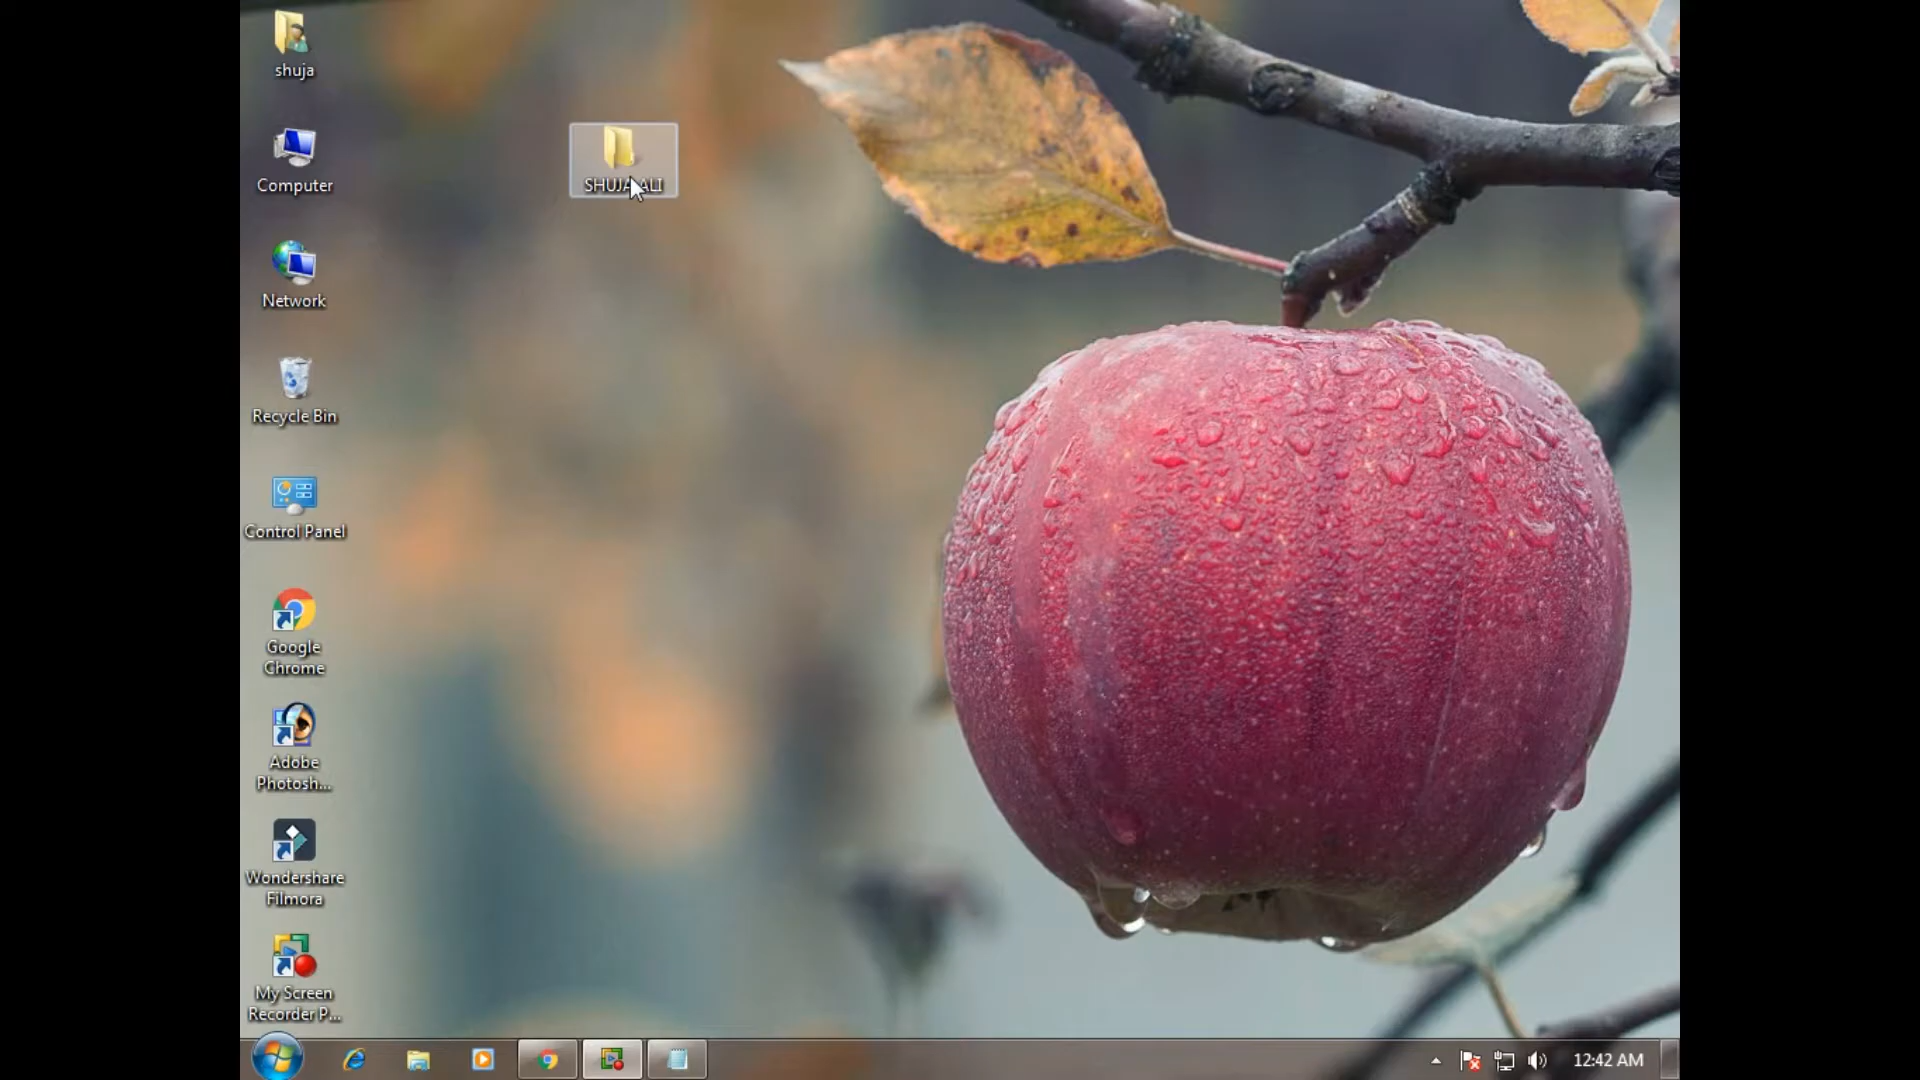 shuja
Computer
SHUJA ALI
Network
Recycle Bin
Control Panel
Google
Chrome
Adobe
Photosh...
Wondershare
Filmora
My Screen
Recorder P...
12:42 AM